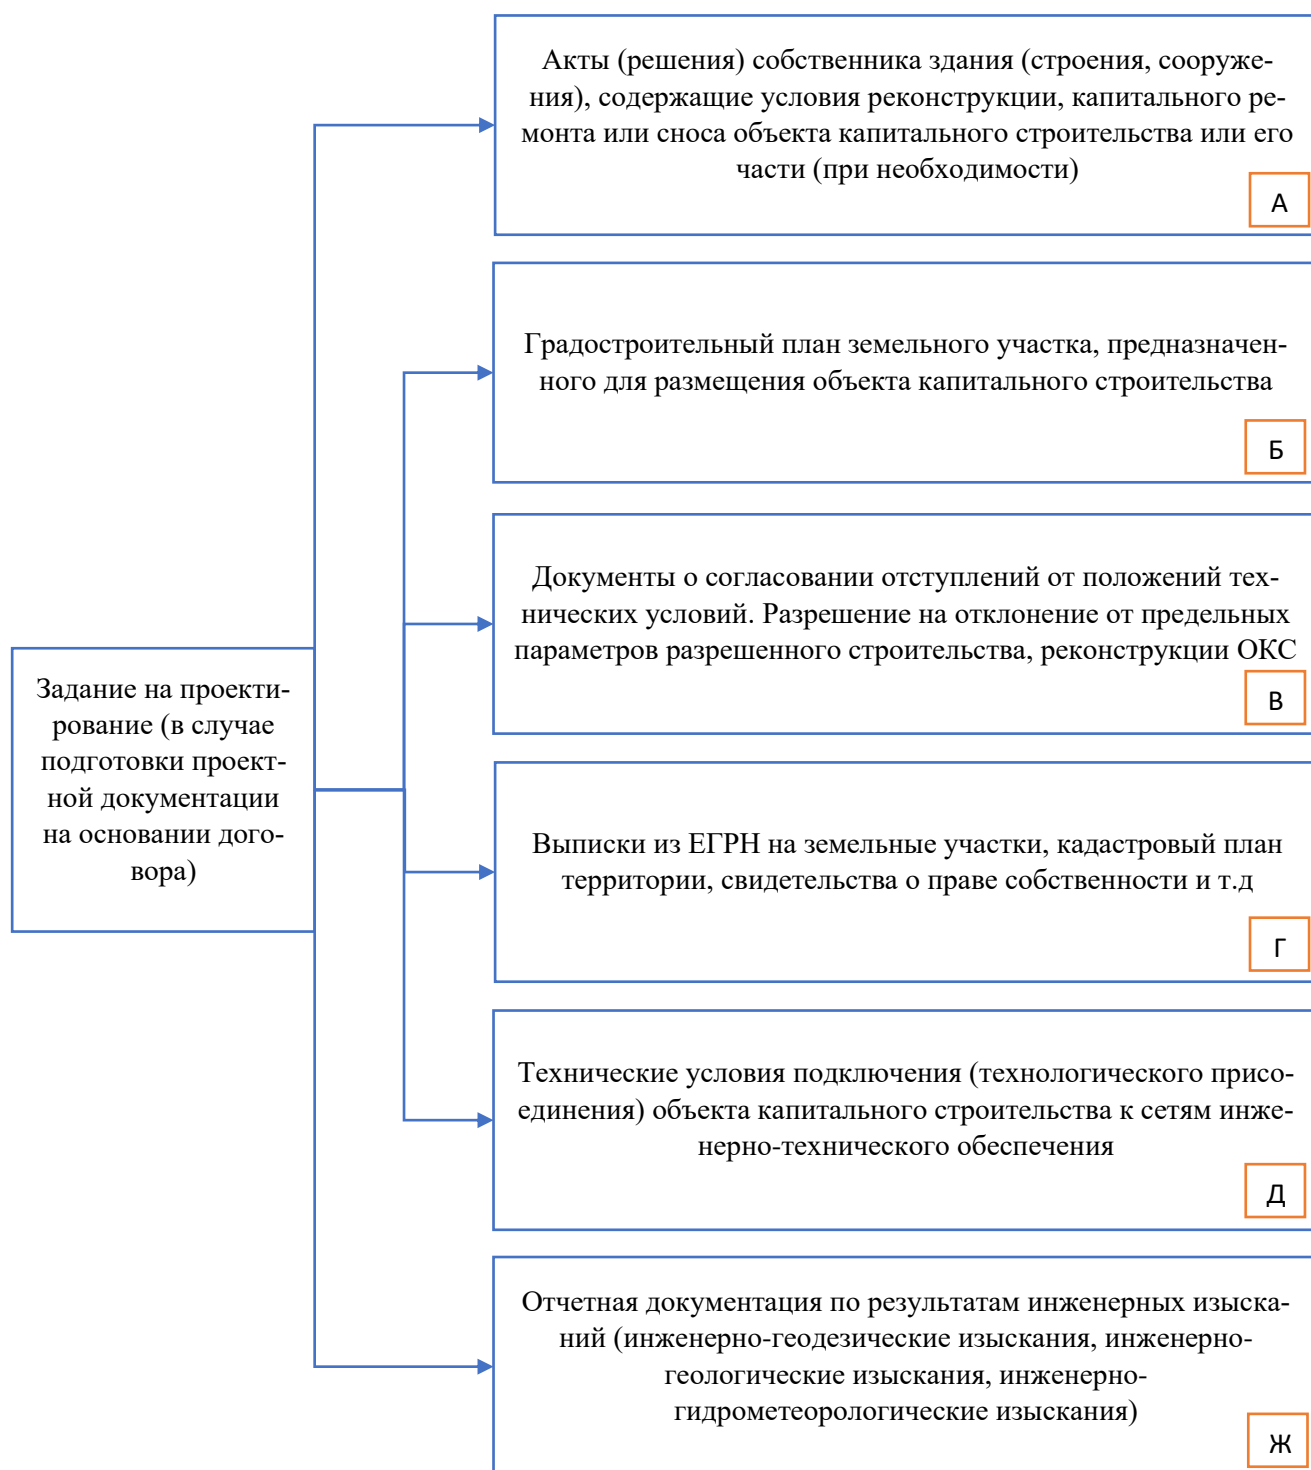 Акты (решения) собственника здания (строения, сооруже-
ния), содержащие условия реконструкции, капитального ре-
монта или сноса объекта капитального строительства или его
части (при необходимости)
А
Градостроительный план земельного участка, предназначен-
ного для размещения объекта капитального строительства
Б
Документы о согласовании отступлений от положений тех-
нических условий. Разрешение на отклонение от предельных
параметров разрешенного строительства, реконструкции ОКС
В
Задание на проекти-
рование (в случае
подготовки проект-
ной документации
на основании дого-
вора)
Выписки из ЕГРН на земельные участки, кадастровый план
территории, свидетельства о праве собственности и т.д
Г
Технические условия подключения (технологического присо-
единения) объекта капитального строительства к сетям инже-
нерно-технического обеспечения
Д
Отчетная документация по результатам инженерных изыска-
ний (инженерно-геодезические изыскания, инженерно-
геологические изыскания, инженерно-
гидрометеорологические изыскания)
Ж